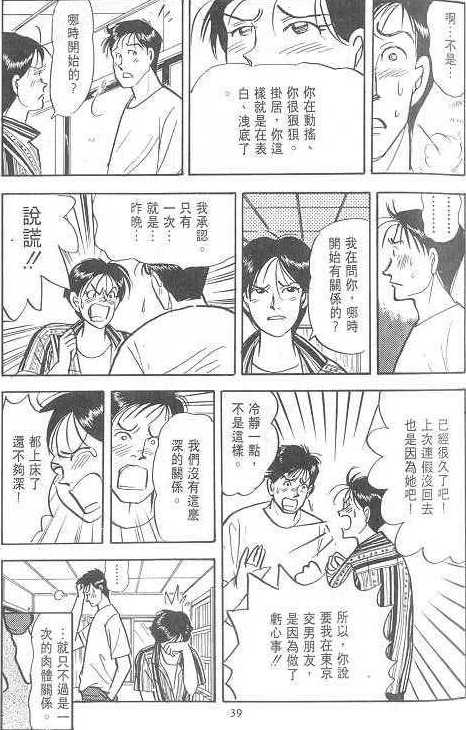 啊…不是…
你在動搖、
你很狽狽。
掛居，你這
樣就是在表
白、洩底了
哪時開始的？
…………
我在問你，哪時
開始有關係的？
我承認。
只有
一次…
就是…
昨晚…
說謊!!
已經很久了吧！
上次連假沒回去
也是因為她吧！
冷靜一點，
不是這樣。
所以，你說
要我在東京
交男朋友，
是因為做了
虧心事!!
我們沒有這麼
深的關係。
都上床了
還不夠深！
…………
…就只不過是一
次的肉體關係。
39